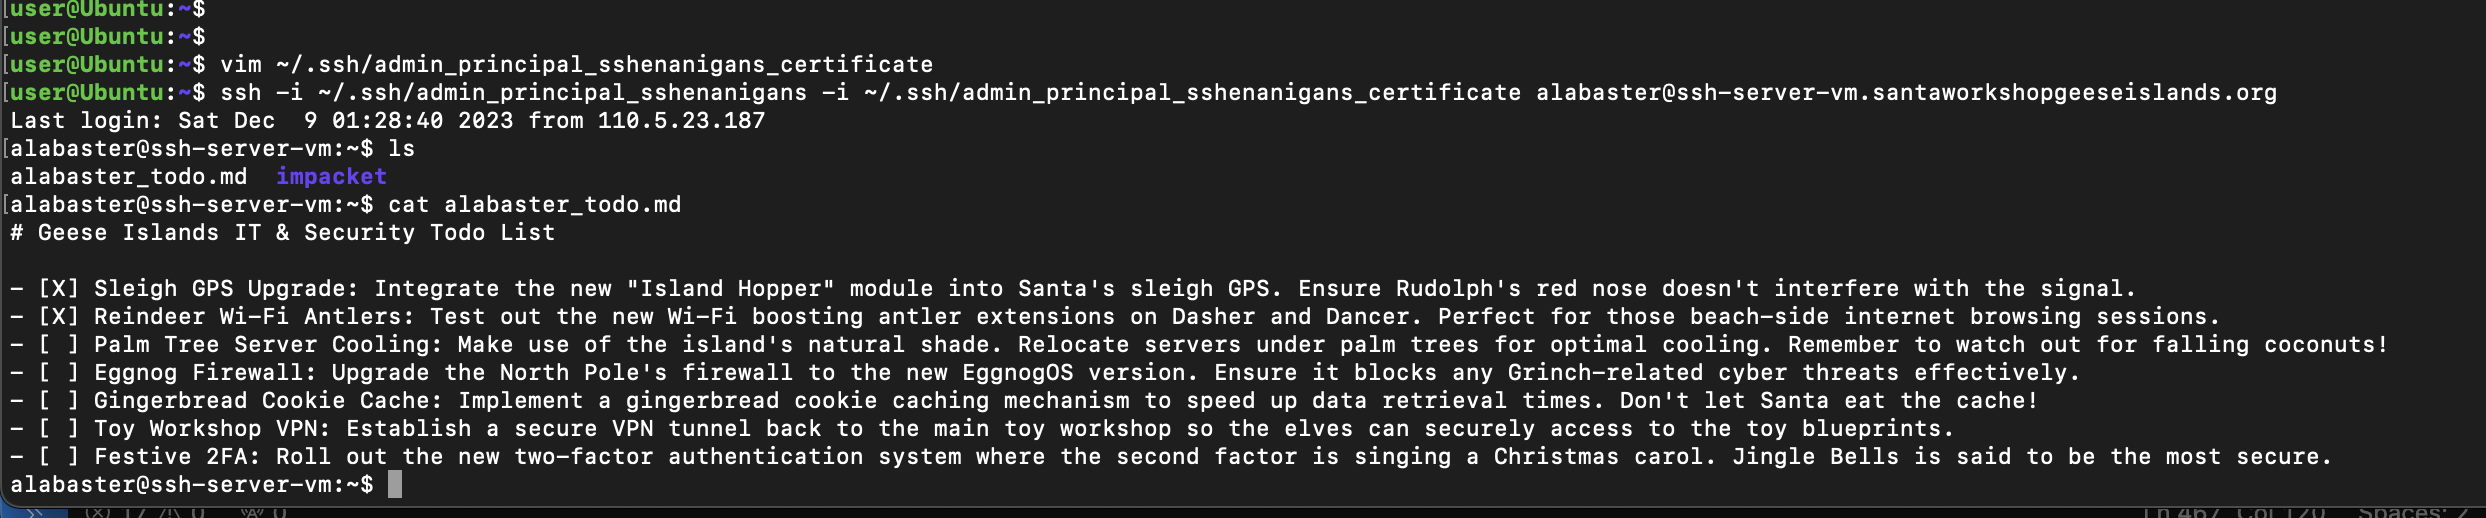 [user@Ubuntu:~$
[user@Ubuntu:~$
[user@Ubuntu:~$ vim ~/.ssh/admin_principal_sshenanigans_certificate
[user@Ubuntu:~$ ssh -i ~/.ssh/admin_principal_sshenanigans -i ~/.ssh/admin_principal_sshenanigans_certificate alabaster@ssh-server-vm.santaworkshopgeeseislands.org
Last login: Sat Dec  9 01:28:40 2023 from 110.5.23.187
[alabaster@ssh-server-vm:~$ ls
alabaster_todo.md  impacket
[alabaster@ssh-server-vm:~$ cat alabaster_todo.md
# Geese Islands IT & Security Todo List

- [X] Sleigh GPS Upgrade: Integrate the new "Island Hopper" module into Santa's sleigh GPS. Ensure Rudolph's red nose doesn't interfere with the signal.
- [X] Reindeer Wi-Fi Antlers: Test out the new Wi-Fi boosting antler extensions on Dasher and Dancer. Perfect for those beach-side internet browsing sessions.
- [ ] Palm Tree Server Cooling: Make use of the island's natural shade. Relocate servers under palm trees for optimal cooling. Remember to watch out for falling coconuts!
- [ ] Eggnog Firewall: Upgrade the North Pole's firewall to the new EggnogOS version. Ensure it blocks any Grinch-related cyber threats effectively.
- [ ] Gingerbread Cookie Cache: Implement a gingerbread cookie caching mechanism to speed up data retrieval times. Don't let Santa eat the cache!
- [ ] Toy Workshop VPN: Establish a secure VPN tunnel back to the main toy workshop so the elves can securely access to the toy blueprints.
- [ ] Festive 2FA: Roll out the new two-factor authentication system where the second factor is singing a Christmas carol. Jingle Bells is said to be the most secure.
alabaster@ssh-server-vm:~$
Ln 467, Col 120 Spaces: 2